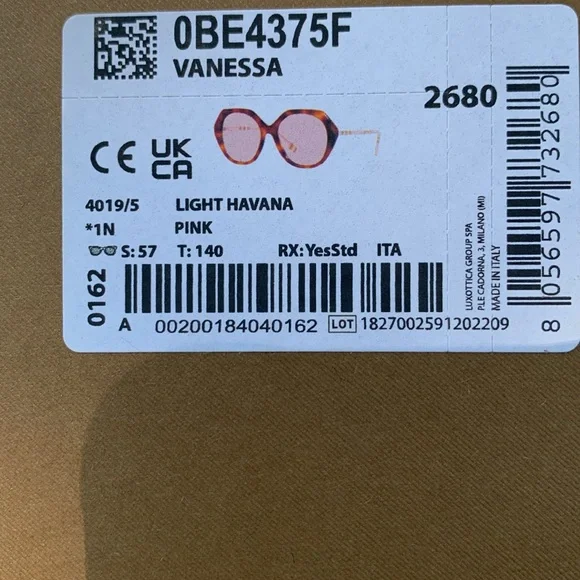 0BE4375F
VANESSA
2680
CE UK CA
4019/5 LIGHT HAVANA
*1N PINK
S: 57 T: 140 RX: YesStd ITA
0162
A 00200184040162 LOT 1827002591202209
LUXOTTICA GROUP SPA
P.LE CADORNA, 3, MILANO (MI)
MADE IN ITALY
8 056597 732680